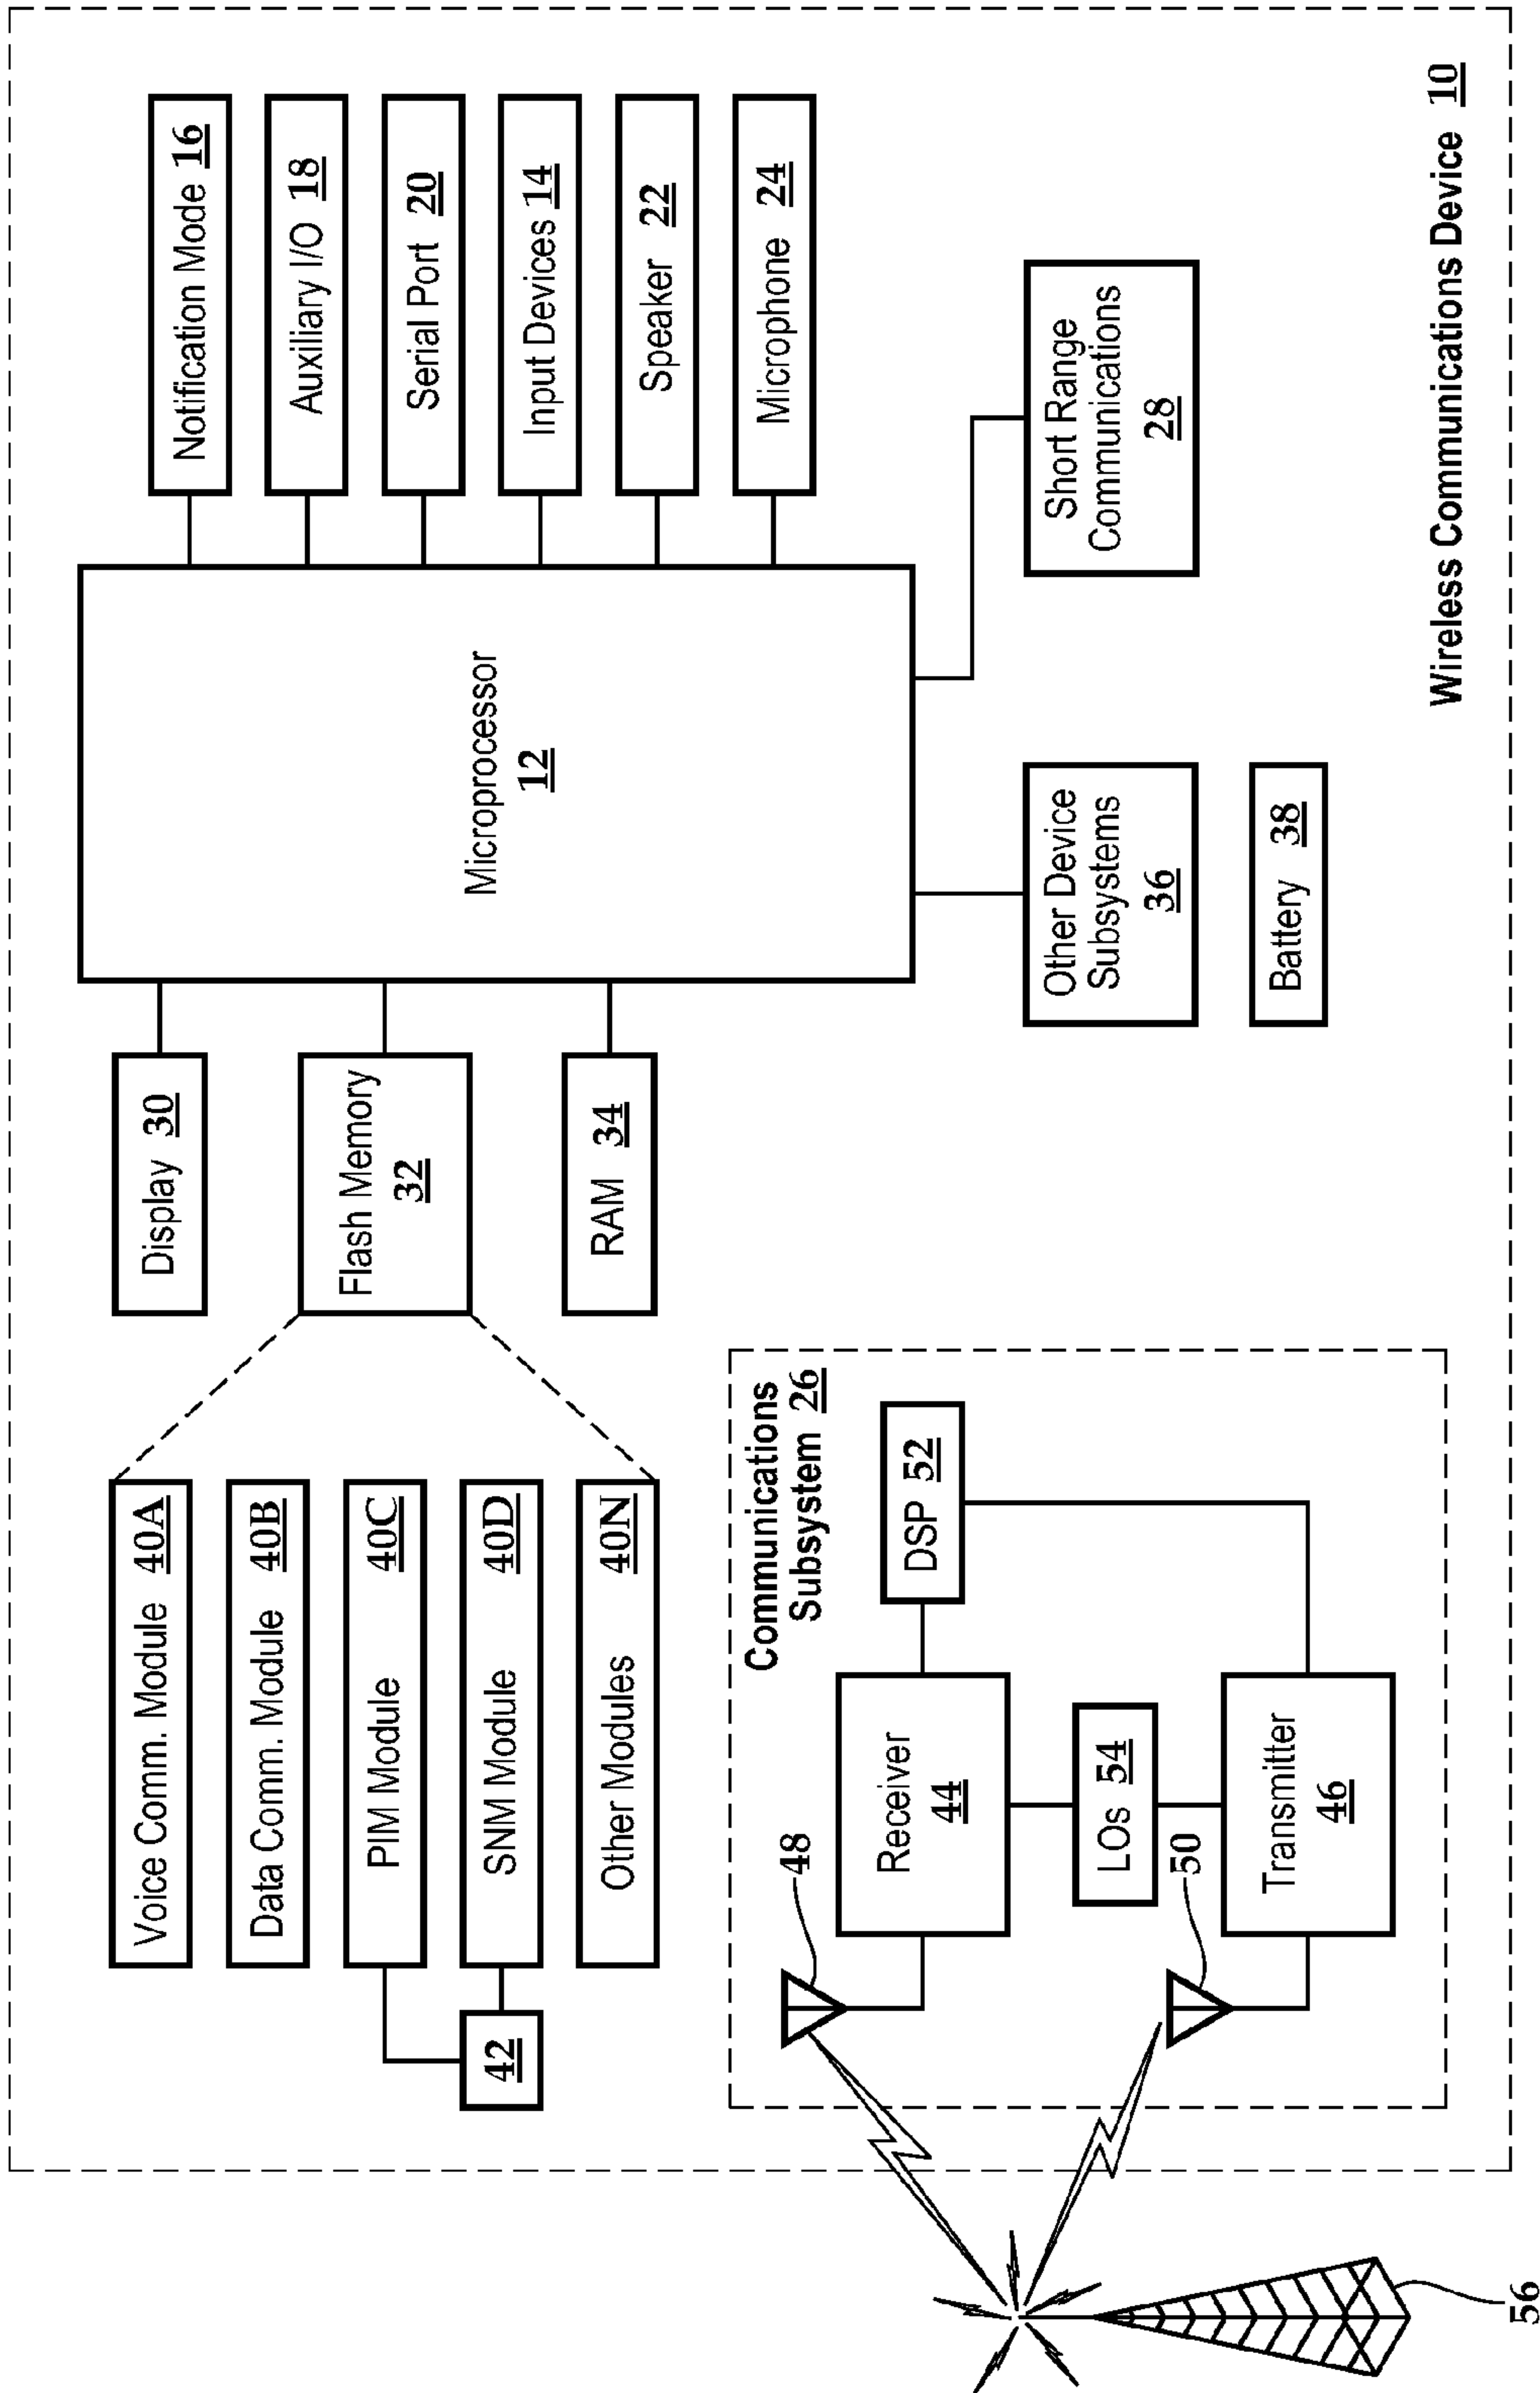 Voice Comm. Module 40A
Data Comm. Module 40B
PIM Module 40C
SNM Module 40D
Other Modules 40N
42
Display 30
Flash Memory
32
RAM 34
Microprocessor
12
Notification Mode 16
Auxiliary I/O 18
Serial Port 20
Input Devices 14
Speaker 22
Microphone 24
Communications
Subsystem 26
48
Receiver
44
DSP 52
LOs 54
50
Transmitter
46
Other Device
Subsystems
36
Short Range
Communications
28
Battery 38
Wireless Communications Device 10
56